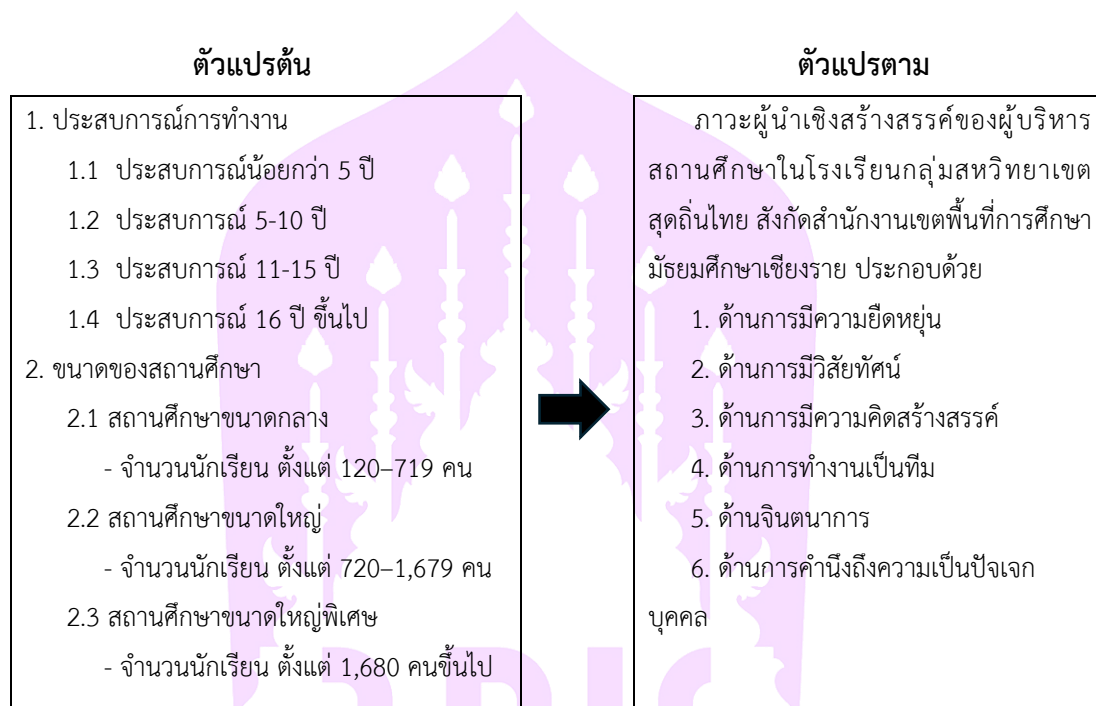 ตัวแปรต้น
1. ประสบการณ์การทำงาน
1.1 ประสบการณ์น้อยกว่า 5 ปี
1.2 ประสบการณ์ 5-10 ปี
1.3 ประสบการณ์ 11-15 ปี
1.4 ประสบการณ์ 16 ปี ขึ้นไป
2. ขนาดของสถานศึกษา
2.1 สถานศึกษาขนาดกลาง
- จำนวนนักเรียน ตั้งแต่ 120–719 คน
2.2 สถานศึกษาขนาดใหญ่
- จำนวนนักเรียน ตั้งแต่ 720–1,679 คน
2.3 สถานศึกษาขนาดใหญ่พิเศษ
- จำนวนนักเรียน ตั้งแต่ 1,680 คนขึ้นไป
ตัวแปรตาม
ภาวะผู้นำเชิงสร้างสรรค์ของผู้บริหาร
สถานศึกษาในโรงเรียนกลุ่มสหวิทยาเขต
สุดถิ่นไทย สังกัดสำนักงานเขตพื้นที่การศึกษา
มัธยมศึกษาเชียงราย ประกอบด้วย
1. ด้านการมีความยืดหยุ่น
2. ด้านการมีวิสัยทัศน์
3. ด้านการมีความคิดสร้างสรรค์
4. ด้านการทำงานเป็นทีม
5. ด้านจินตนาการ
6. ด้านการคำนึงถึงความเป็นปัจเจก
บุคคล